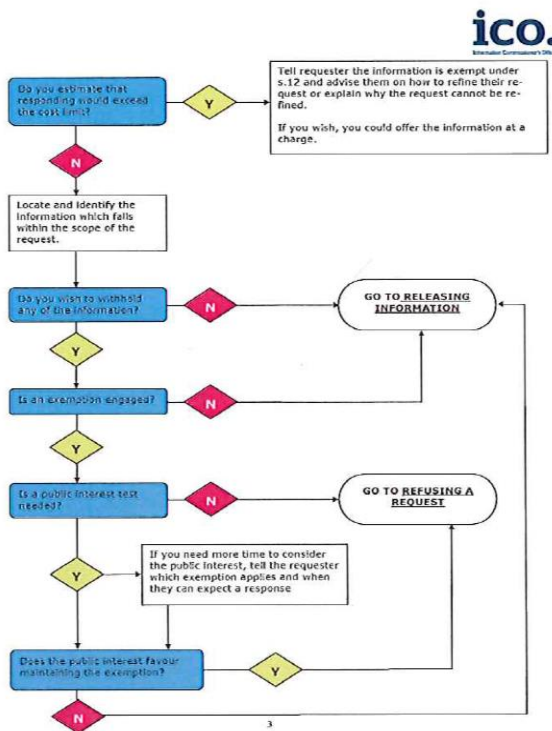 ico.
Information Commissioner's Office
Do you estimate that
responding would exceed
the cost limit?
Y
Tell requester the information is exempt under
s.12 and advise them on how to refine their re-
quest or explain why the request cannot be re-
fined.
If you wish, you could offer the information at a
charge.
N
Locate and identify the
information which falls
within the scope of the
request.
Do you wish to withhold
any of the information?
N
GO TO RELEASING
INFORMATION
Y
Is an exemption engaged?
N
Y
Is a public interest test
needed?
N
GO TO REFUSING A
REQUEST
Y
If you need more time to consider
the public interest, tell the requester
which exemption applies and when
they can expect a response
Does the public interest favour
maintaining the exemption?
Y
N
3